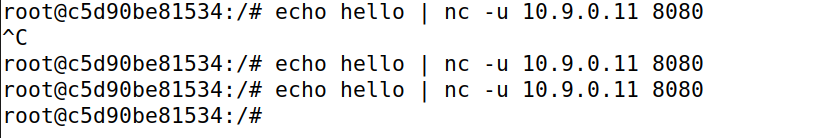 root@c5d90be81534:/# echo hello | nc -u 10.9.0.11 8080
^C
root@c5d90be81534:/# echo hello | nc -u 10.9.0.11 8080
root@c5d90be81534:/# echo hello | nc -u 10.9.0.11 8080
root@c5d90be81534:/#